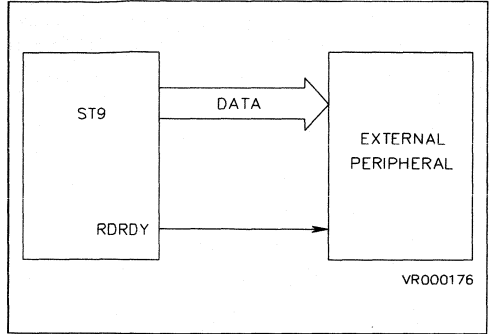 ST9
DATA
EXTERNAL
PERIPHERAL
RDRDY
VR000176